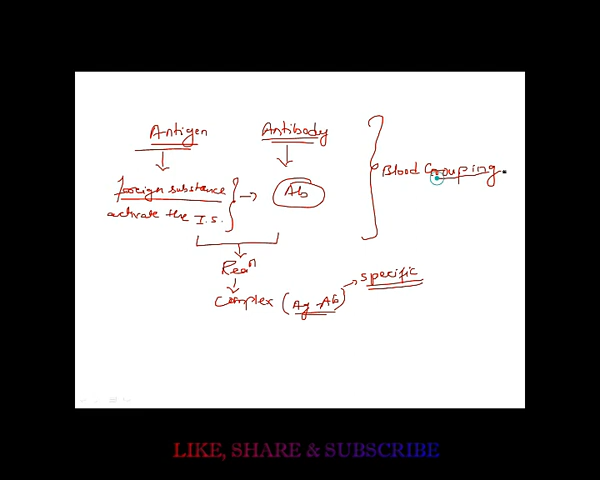 Antigen
Antibody
foreign substance
activate the I.S.
Ab
Blood Grouping
Reaⁿ
Complex (Ag-Ab)
specific
LIKE, SHARE & SUBSCRIBE